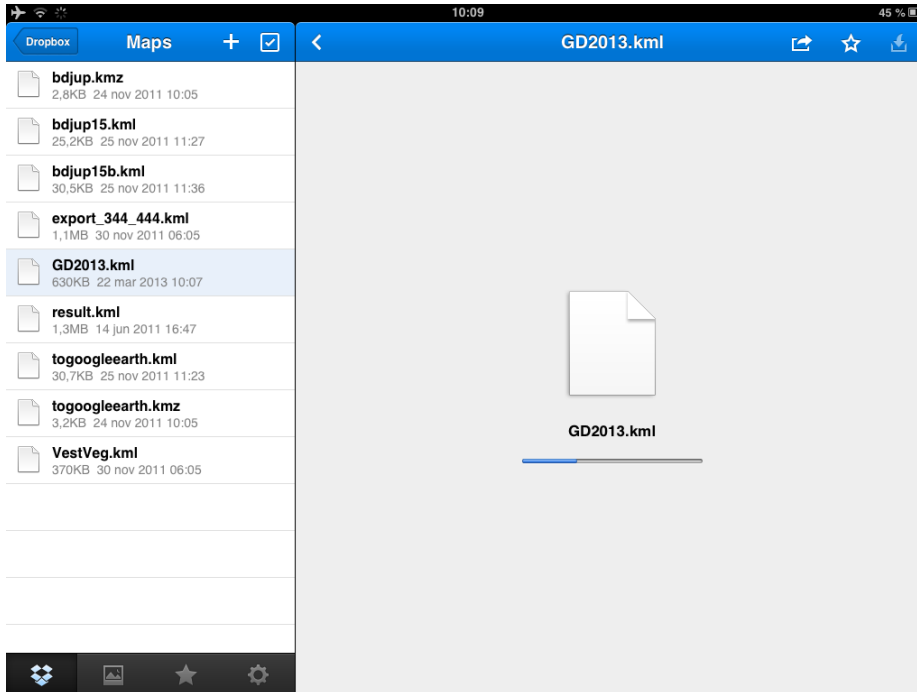 10:09
45 %
Dropbox
Maps
GD2013.kml
bdjup.kmz
2,8KB 24 nov 2011 10:05
bdjup15.kml
25,2KB 25 nov 2011 11:27
bdjup15b.kml
30,5KB 25 nov 2011 11:36
export_344_444.kml
1,1MB 30 nov 2011 06:05
GD2013.kml
630KB 22 mar 2013 10:07
result.kml
1,3MB 14 jun 2011 16:47
togoogleearth.kml
30,7KB 25 nov 2011 11:23
togoogleearth.kmz
3,2KB 24 nov 2011 10:05
VestVeg.kml
370KB 30 nov 2011 06:05
GD2013.kml